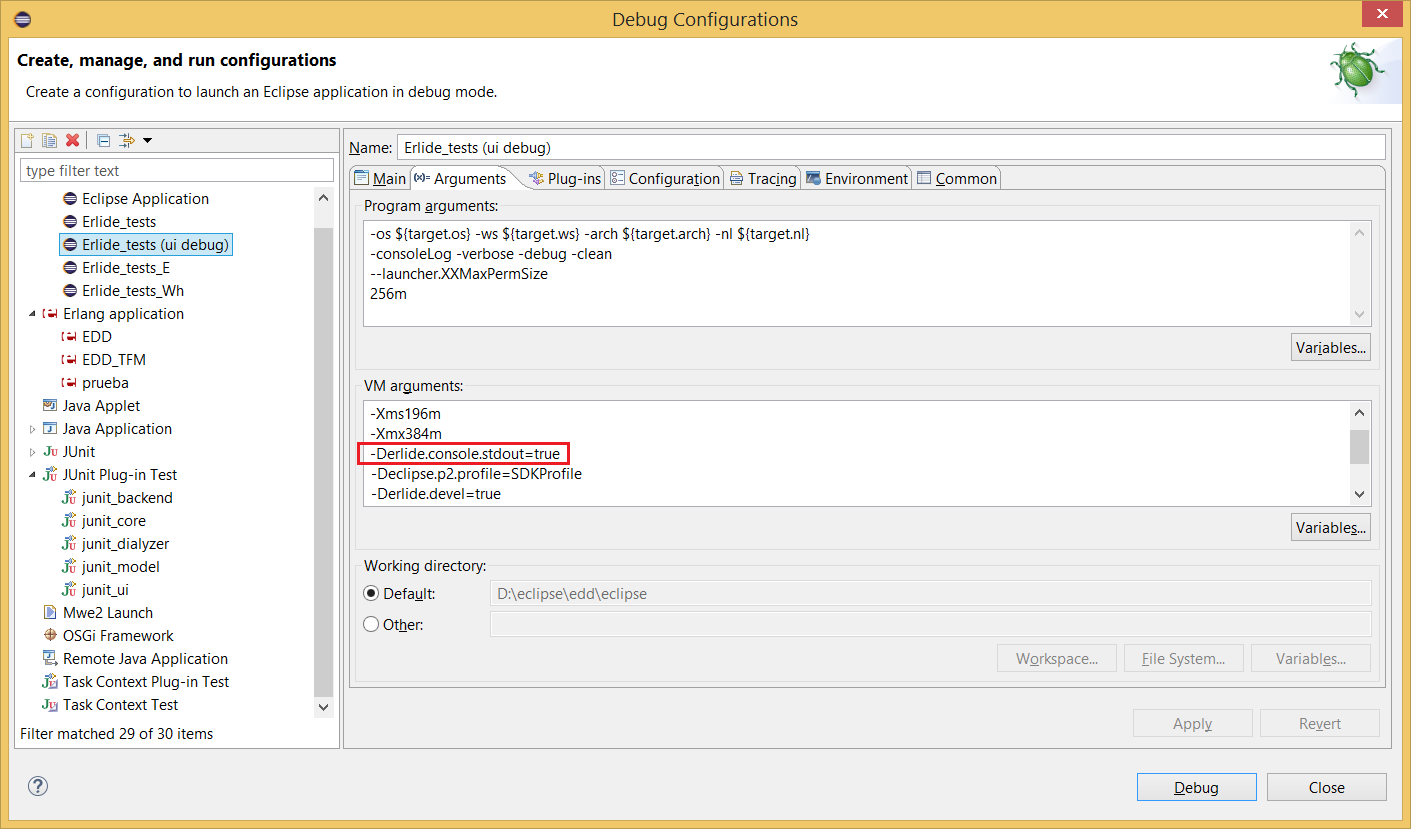 Debug Configurations
Create, manage, and run configurations
Create a configuration to launch an Eclipse application in debug mode.
type filter text
Eclipse Application
Erlide_tests
Erlide_tests (ui debug)
Erlide_tests_E
Erlide_tests_Wh
Erlang application
EDD
EDD_TFM
prueba
Java Applet
Java Application
JUnit
JUnit Plug-in Test
junit_backend
junit_core
junit_dialyzer
junit_model
junit_ui
Mwe2 Launch
OSGi Framework
Remote Java Application
Task Context Plug-in Test
Task Context Test
Filter matched 29 of 30 items
Name: Erlide_tests (ui debug)
Main Arguments Plug-ins Configuration Tracing Environment Common
Program arguments:
-os ${target.os} -ws ${target.ws} -arch ${target.arch} -nl ${target.nl}
-consoleLog -verbose -debug -clean
--launcher.XXMaxPermSize
256m
Variables...
VM arguments:
-Xms196m
-Xmx384m
-Derlide.console.stdout=true
-Declipse.p2.profile=SDKProfile
-Derlide.devel=true
Variables...
Working directory:
Default: D:\eclipse\edd\eclipse
Other:
Workspace... File System... Variables...
Apply Revert
Debug Close